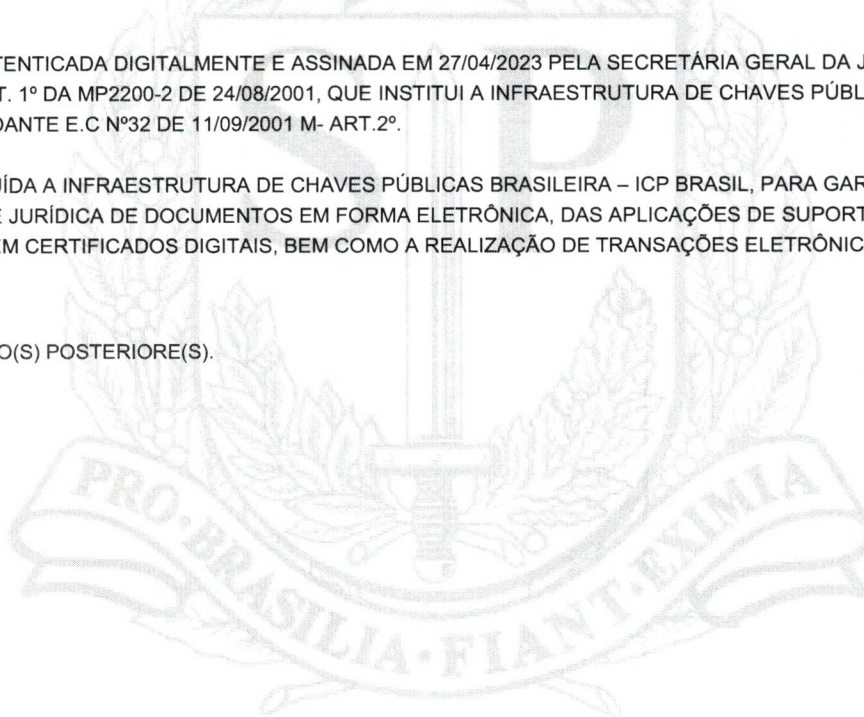 TENTICADA DIGITALMENTE E ASSINADA EM 27/04/2023 PELA SECRETÁRIA GERAL DA J
T. 1º DA MP2200-2 DE 24/08/2001, QUE INSTITUI A INFRAESTRUTURA DE CHAVES PÚBL
DANTE E.C Nº32 DE 11/09/2001 M- ART.2º.
ÍDA A INFRAESTRUTURA DE CHAVES PÚBLICAS BRASILEIRA – ICP BRASIL, PARA GAR
E JURÍDICA DE DOCUMENTOS EM FORMA ELETRÔNICA, DAS APLICAÇÕES DE SUPORT
EM CERTIFICADOS DIGITAIS, BEM COMO A REALIZAÇÃO DE TRANSAÇÕES ELETRÔNIC
O(S) POSTERIORE(S).
SP
PRO·BRASILIA·FIANT·EXIMIA